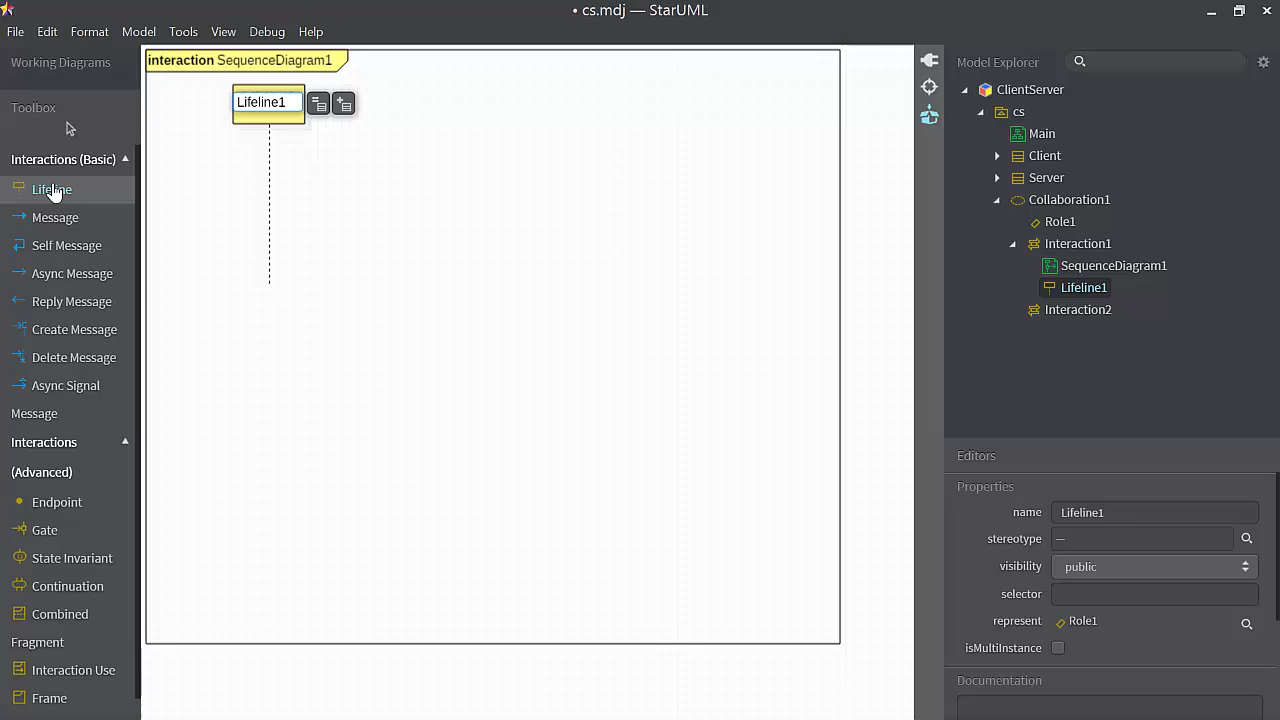 • cs.mdj — StarUML
File Edit Format Model Tools View Debug Help
Working Diagrams
Toolbox
Interactions (Basic)
Lifeline
Message
Self Message
Async Message
Reply Message
Create Message
Delete Message
Async Signal
Message
Interactions
(Advanced)
Endpoint
Gate
State Invariant
Continuation
Combined
Fragment
Interaction Use
Frame
interaction SequenceDiagram1
Lifeline1
Model Explorer
ClientServer
cs
Main
Client
Server
Collaboration1
Role1
Interaction1
SequenceDiagram1
Lifeline1
Interaction2
Editors
Properties
name Lifeline1
stereotype —
visibility public
selector
represent Role1
isMultiInstance
Documentation